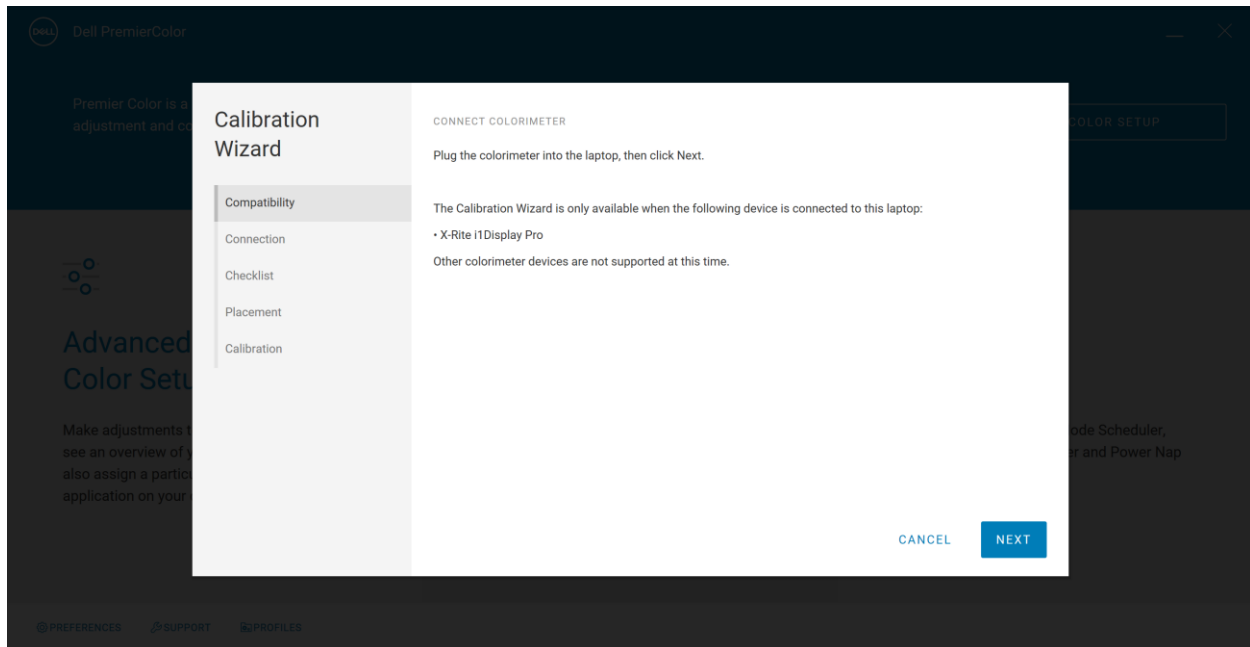 DELL
Dell PremierColor
Premier Color is a
adjustment and co
COLOR SETUP
Calibration
Wizard
Compatibility
Connection
Checklist
Placement
Calibration
CONNECT COLORIMETER
Plug the colorimeter into the laptop, then click Next.
The Calibration Wizard is only available when the following device is connected to this laptop:
• X-Rite i1Display Pro
Other colorimeter devices are not supported at this time.
CANCEL
NEXT
Advanced
Color Setu
Make adjustments t
see an overview of y
also assign a particu
application on your
ode Scheduler,
er and Power Nap
PREFERENCES
SUPPORT
PROFILES